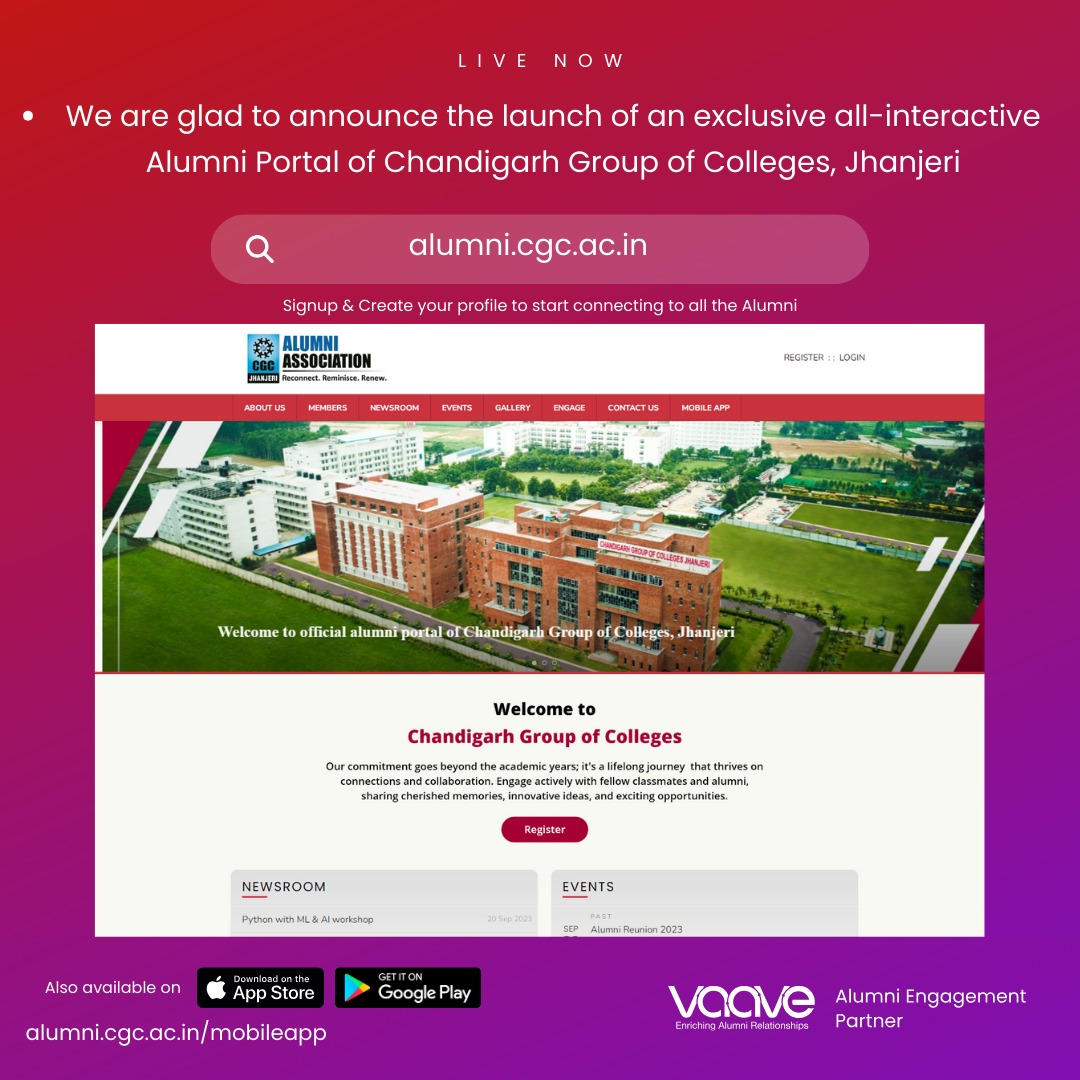 LIVE NOW
• We are glad to announce the launch of an exclusive all-interactive
Alumni Portal of Chandigarh Group of Colleges, Jhanjeri
alumni.cgc.ac.in
Signup & Create your profile to start connecting to all the Alumni
CGC
JHANJERI
ALUMNI
ASSOCIATION
Reconnect. Reminisce. Renew.
REGISTER :: LOGIN
ABOUT US MEMBERS NEWSROOM EVENTS GALLERY ENGAGE CONTACT US MOBILE APP
CHANDIGARH GROUP OF COLLEGES JHANJERI
Welcome to official alumni portal of Chandigarh Group of Colleges, Jhanjeri
Welcome to
Chandigarh Group of Colleges
Our commitment goes beyond the academic years; it's a lifelong journey that thrives on
connections and collaboration. Engage actively with fellow classmates and alumni,
sharing cherished memories, innovative ideas, and exciting opportunities.
Register
NEWSROOM
Python with ML & AI workshop 20 Sep 2023
EVENTS
PAST
SEP
Alumni Reunion 2023
Also available on
Download on the
App Store
GET IT ON
Google Play
alumni.cgc.ac.in/mobileapp
vaave
Enriching Alumni Relationships
Alumni Engagement
Partner